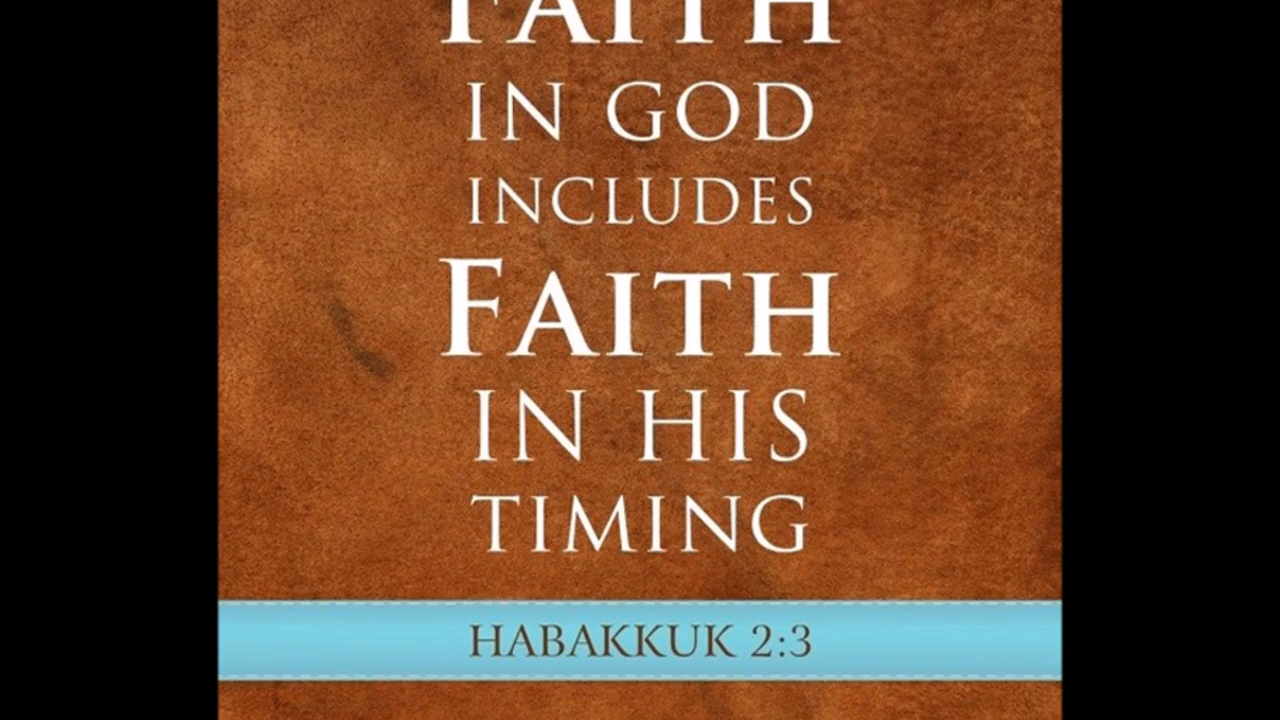 FAITH
IN GOD
INCLUDES
FAITH
IN HIS
TIMING
HABAKKUK 2:3